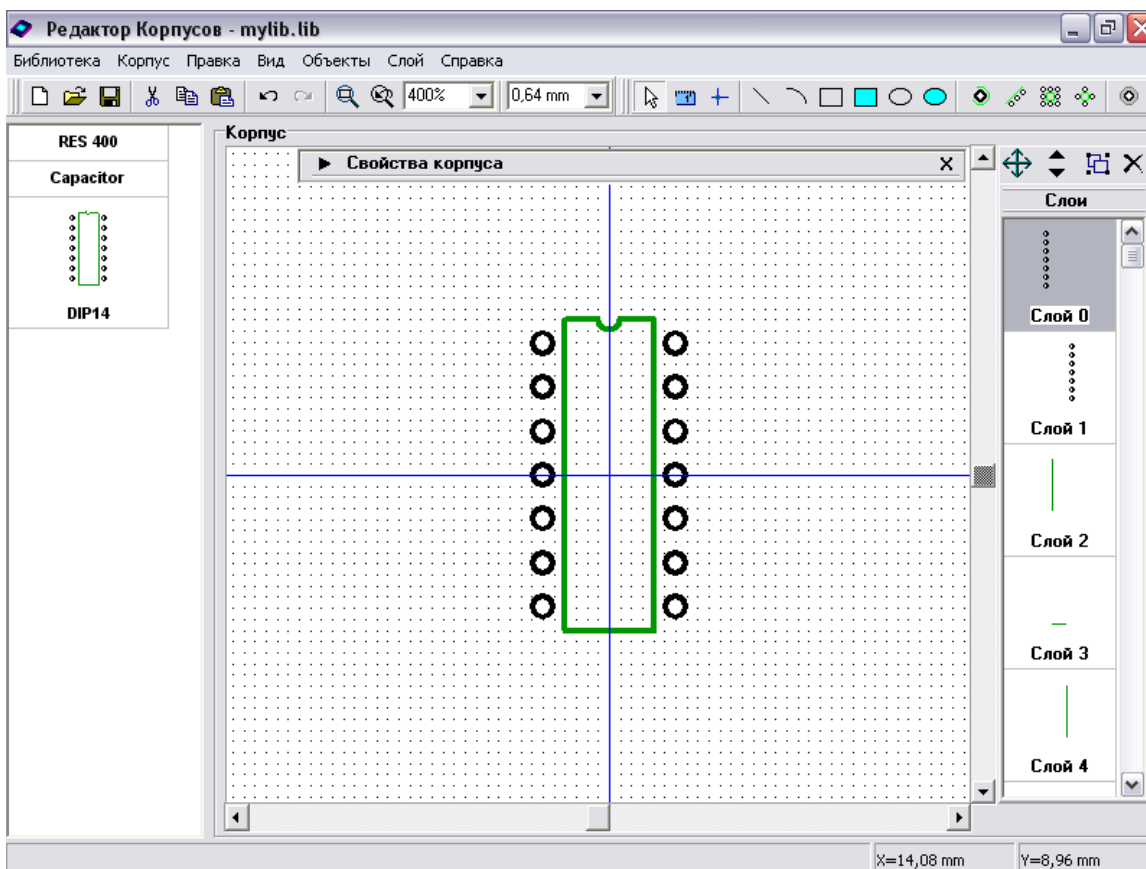 Редактор Корпусов - mylib.lib
Библиотека Корпус Правка Вид Объекты Слой Справка
400% 0,64 mm
RES 400
Capacitor
DIP14
Корпус
Свойства корпуса
Слои
Слой 0
Слой 1
Слой 2
Слой 3
Слой 4
X=14,08 mm Y=8,96 mm